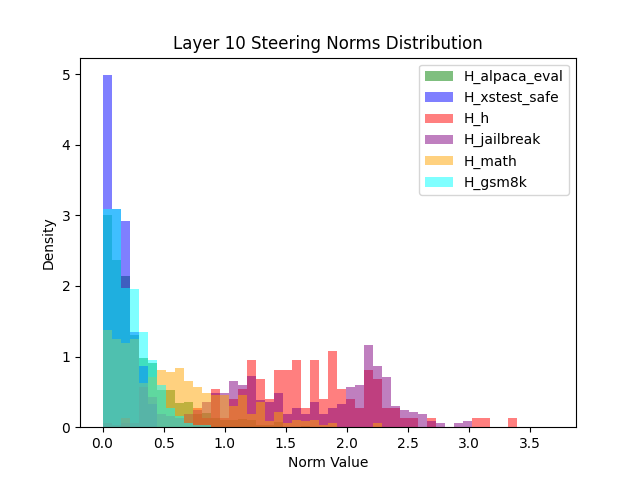 Layer 10 Steering Norms Distribution
H_alpaca_eval
H_xstest_safe
H_h
H_jailbreak
H_math
H_gsm8k
Density
5
4
3
2
1
0
0.0 0.5 1.0 1.5 2.0 2.5 3.0 3.5
Norm Value